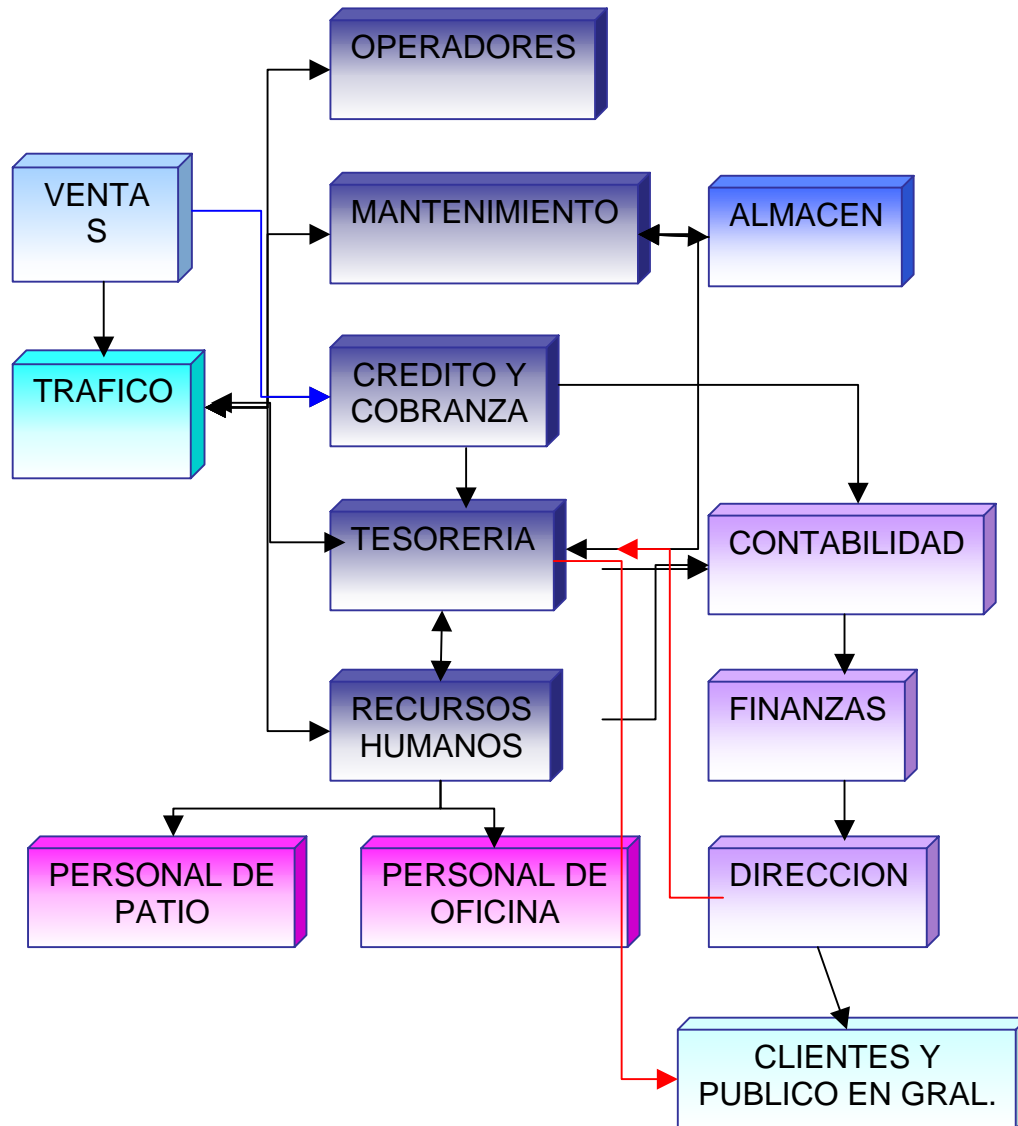 OPERADORES
VENTA
S
MANTENIMIENTO
ALMACEN
TRAFICO
CREDITO Y
COBRANZA
TESORERIA
CONTABILIDAD
RECURSOS
HUMANOS
FINANZAS
PERSONAL DE
PATIO
PERSONAL DE
OFICINA
DIRECCION
CLIENTES Y
PUBLICO EN GRAL.